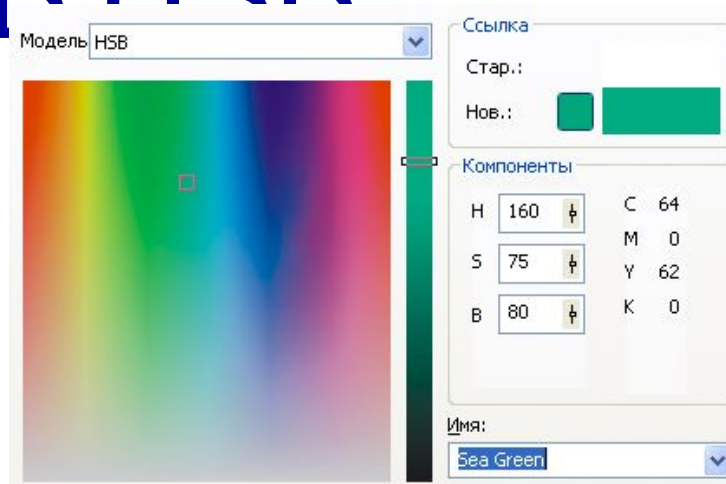 Модель HSB
Ссылка
Стар.:
Нов.:
Компоненты
H 160 C 64
M 0
S 75 Y 62
B 80 K 0
Имя:
Sea Green